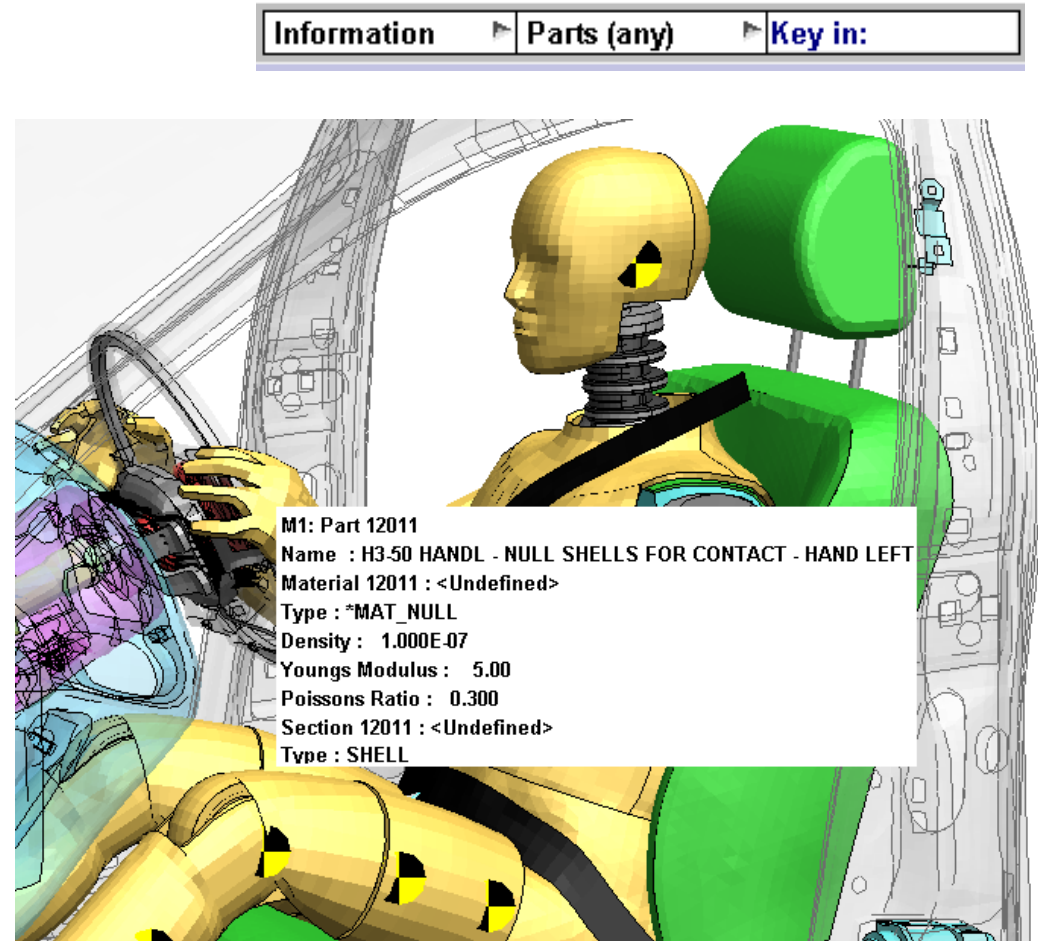 Information Parts (any) Key in:
M1: Part 12011
Name : H3-50 HANDL - NULL SHELLS FOR CONTACT - HAND LEFT
Material 12011 : <Undefined>
Type : *MAT_NULL
Density : 1.000E-07
Youngs Modulus : 5.00
Poissons Ratio : 0.300
Section 12011 : <Undefined>
Type : SHELL